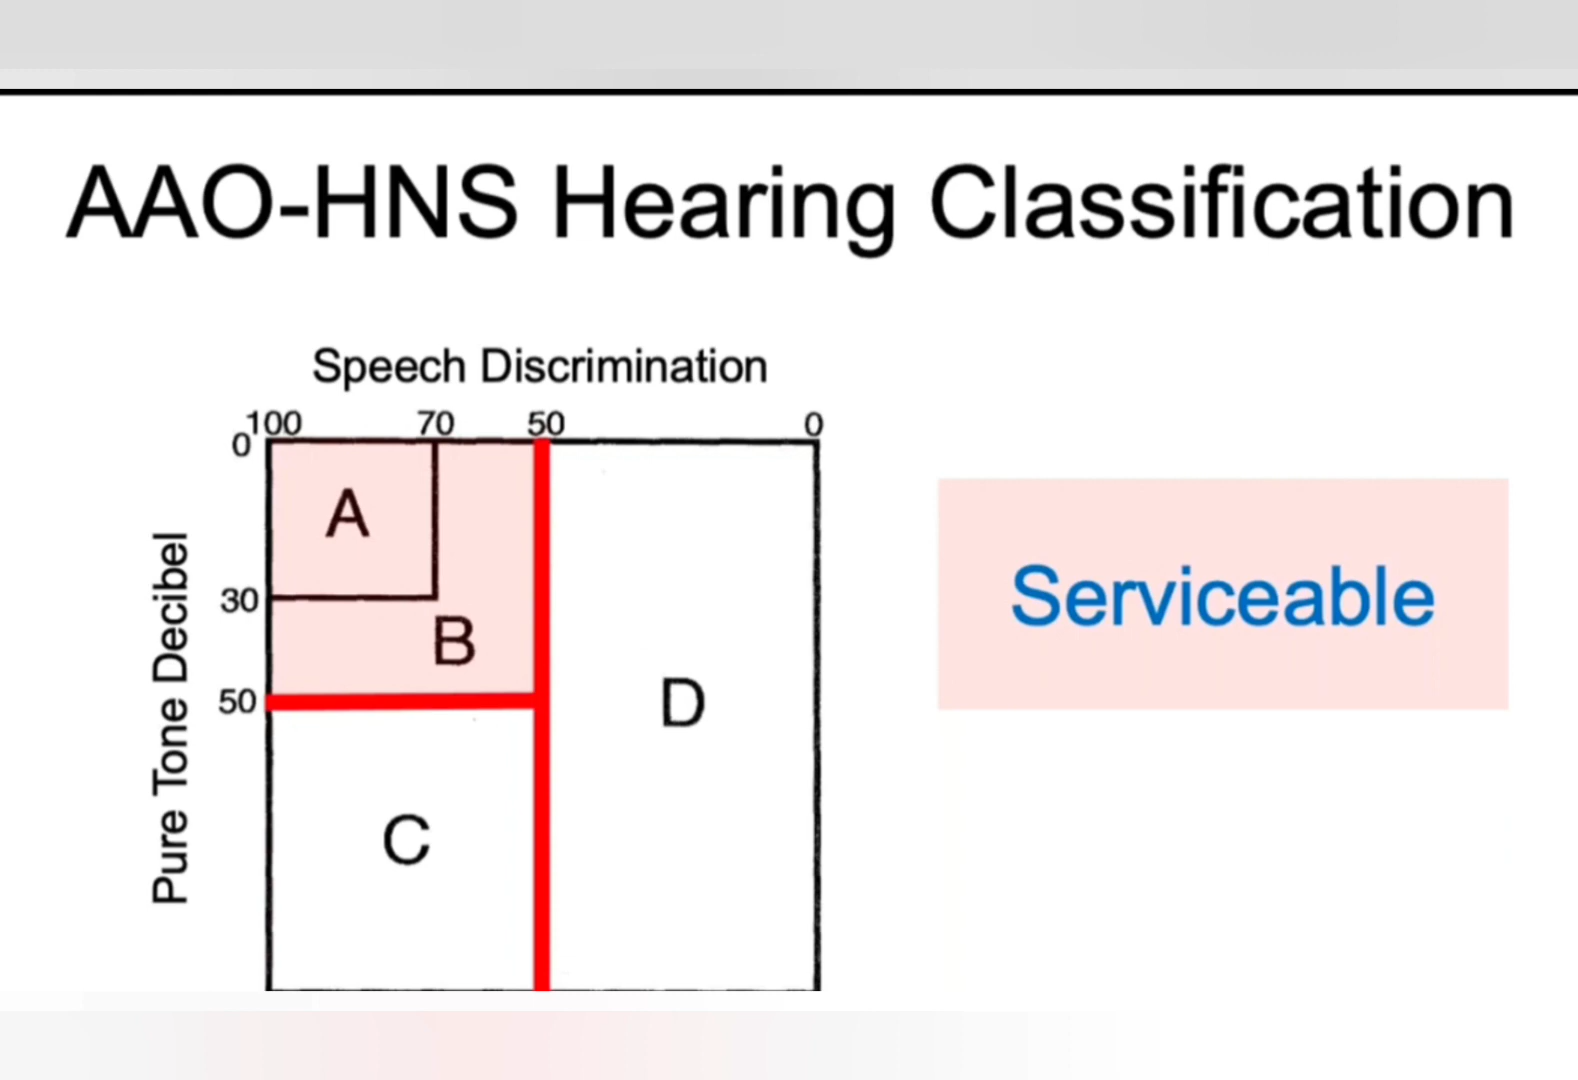 AAO-HNS Hearing Classification
Speech Discrimination
100 70 50 0
0
A
30
B
Serviceable
50
D
C
Pure Tone Decibel